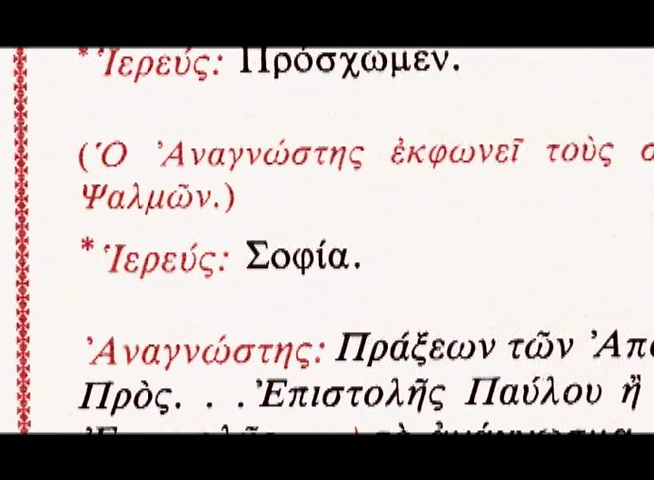 * Ἱερεύς: Πρόσχωμεν.
(Ὁ Ἀναγνώστης ἐκφωνεῖ τοὺς
Ψαλμῶν.)
* Ἱερεύς: Σοφία.
Ἀναγνώστης: Πράξεων τῶν
Πρὸς. . . Ἐπιστολῆς Παύλου ἢ